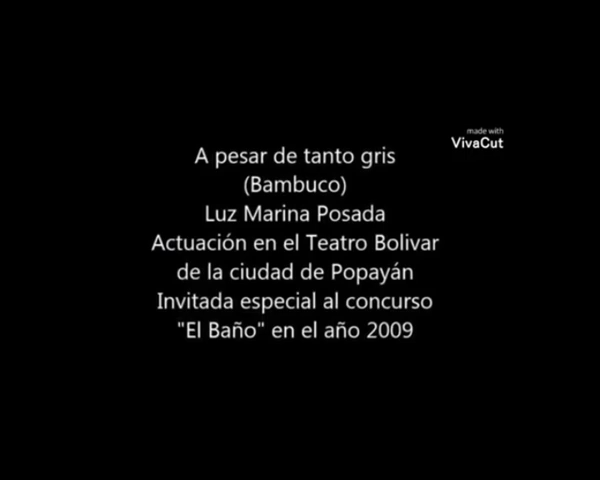 made with
VivaCut
A pesar de tanto gris
(Bambuco)
Luz Marina Posada
Actuación en el Teatro Bolivar
de la ciudad de Popayán
Invitada especial al concurso
"El Baño" en el año 2009